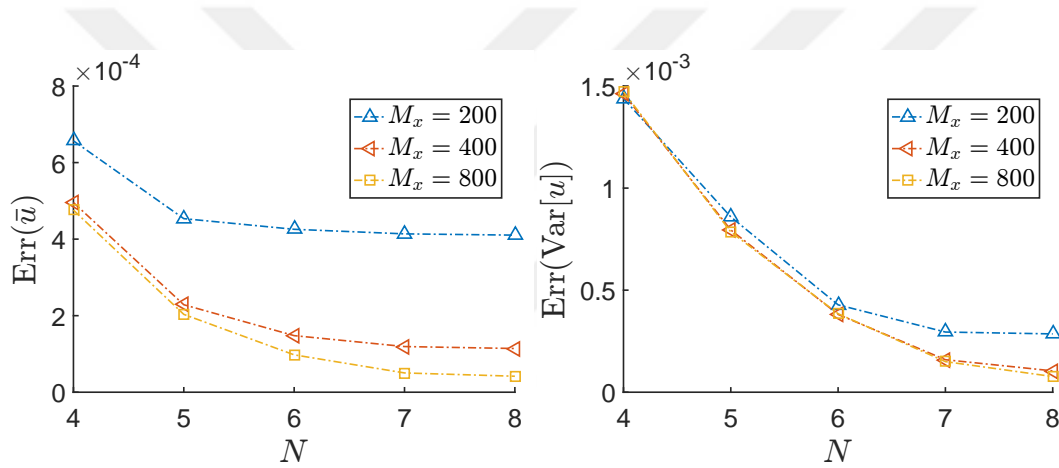 ×10⁻⁴
8
6
4
2
0
4 5 6 7 8
N
Err(ū)
M_x = 200
M_x = 400
M_x = 800
×10⁻³
1.5
1
0.5
0
4 5 6 7 8
N
Err(Var[u])
M_x = 200
M_x = 400
M_x = 800